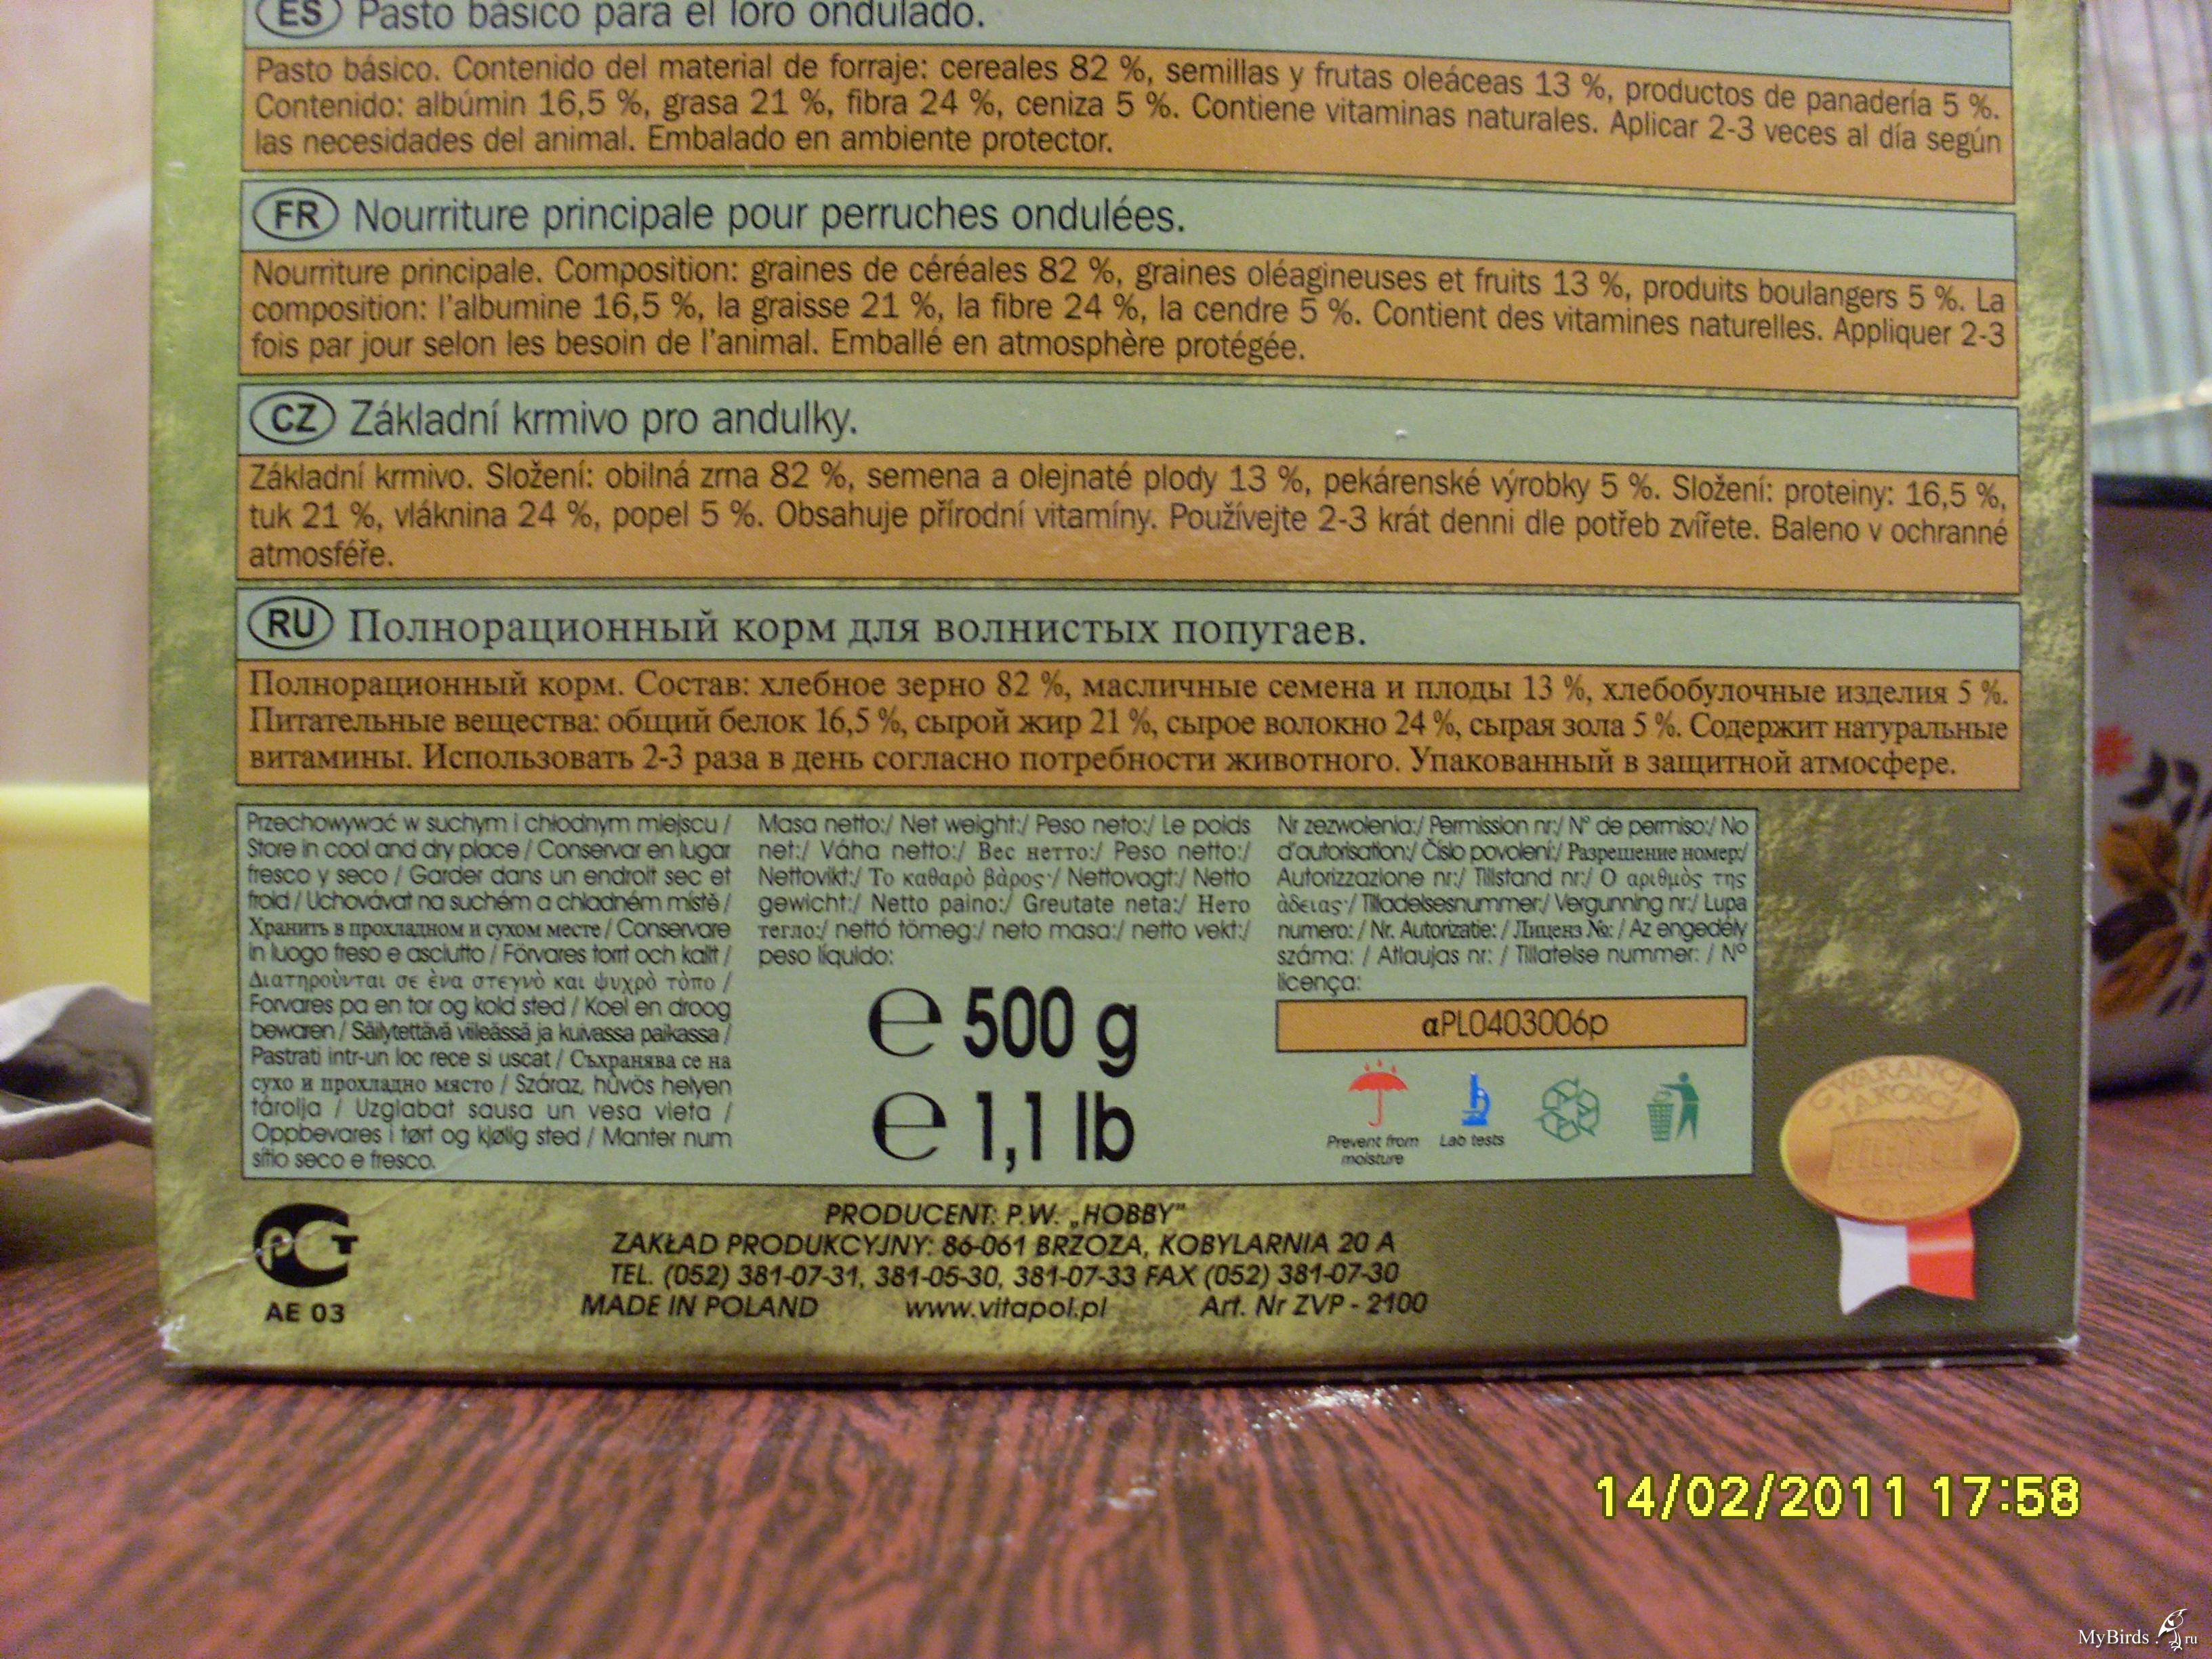 ES Pasto básico para el loro ondulado.
Pasto básico. Contenido del material de forraje: cereales 82 %, semillas y frutas oleáceas 13 %, productos de panadería 5 %.
Contenido: albúmin 16,5 %, grasa 21 %, fibra 24 %, ceniza 5 %. Contiene vitaminas naturales. Aplicar 2-3 veces al día según
las necesidades del animal. Embalado en ambiente protector.
FR Nourriture principale pour perruches ondulées.
Nourriture principale. Composition: graines de céréales 82 %, graines oléagineuses et fruits 13 %, produits boulangers 5 %. La
composition: l'albumine 16,5 %, la graisse 21 %, la fibre 24 %, la cendre 5 %. Contient des vitamines naturelles. Appliquer 2-3
fois par jour selon les besoin de l'animal. Emballé en atmosphère protégée.
CZ Základní krmivo pro andulky.
Základní krmivo. Složení: obilná zrna 82 %, semena a olejnaté plody 13 %, pekárenské výrobky 5 %. Složení: proteiny: 16,5 %,
tuk 21 %, vláknina 24 %, popel 5 %. Obsahuje přírodní vitamíny. Používejte 2-3 krát denni dle potřeb zvířete. Baleno v ochranné
atmosféře.
RU Полнорационный корм для волнистых попугаев.
Полнорационный корм. Состав: хлебное зерно 82 %, масличные семена и плоды 13 %, хлебобулочные изделия 5 %.
Питательные вещества: общий белок 16,5 %, сырой жир 21 %, сырое волокно 24 %, сырая зола 5 %. Содержит натуральные
витамины. Использовать 2-3 раза в день согласно потребности животного. Упакованный в защитной атмосфере.
Przechowywać w suchym i chłodnym miejscu /
Store in cool and dry place / Conservar en lugar
fresco y seco / Garder dans un endroit sec et
froid / Uchovávat na suchém a chladném místě /
Хранить в прохладном и сухом месте / Conservare
in luogo freso e asciutto / Förvares torrt och kallt /
Διατηρούνται σε ένα στεγνὸ και ψυχρὸ τὸπο /
Forvares pa en tor og kold sted / Koel en droog
bewaren / Säilytettävä viileässä ja kuivassa paikassa /
Pastrati intr-un loc rece si uscat / Съхранява се на
сухо и прохладно място / Száraz, hüvös helyen
tárolja / Uzglabat sausa un vesa vieta /
Oppbevares i tørt og kjølig sted / Manter num
sítio seco e fresco.
Masa netto:/ Net weight:/ Peso neto:/ Le poids
net:/ Váha netto:/ Вес нетто:/ Peso netto:/
Nettovikt:/ Το καθαρὸ βὰρος:/ Nettovagt:/ Netto
gewicht:/ Netto paino:/ Greutate neta:/ Нето
тегло:/ nettó tömeg:/ neto masa:/ netto vekt:/
peso líquido:
e 500 g
e 1,1 lb
Nr zezwolenia:/ Permission nr:/ Nº de permiso:/ No
d'autorisation:/ Číslo povolení:/ Разрешение номер:/
Autorizzazione nr:/ Tillstand nr:/ Ο αριθμὸς της
ὰδειας:/ Tilladelsesnummer:/ Vergunning nr:/ Lupa
numero: / Nr. Autorizatie: / Лиценз №: / Az engedély
száma: / Atlaujas nr: / Tillatelse nummer: / Nº
licença:
αPL0403006p
Prevent from
moisture
Lab tests
GWARANCJA
JAKOŚCI
PCT
AE 03
PRODUCENT: P.W. „HOBBY"
ZAKŁAD PRODUKCYJNY: 86-061 BRZOZA, KOBYLARNIA 20 A
TEL. (052) 381-07-31, 381-05-30, 381-07-33 FAX (052) 381-07-30
MADE IN POLAND www.vitapol.pl Art. Nr ZVP - 2100
14/02/2011 17:58
MyBirds.ru